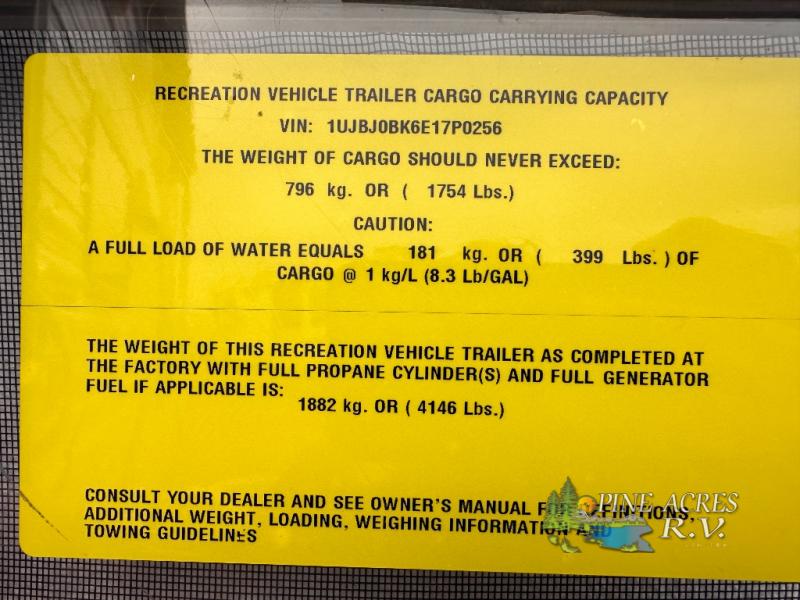 RECREATION VEHICLE TRAILER CARGO CARRYING CAPACITY
VIN: 1UJBJ0BK6E17P0256
THE WEIGHT OF CARGO SHOULD NEVER EXCEED:
796 kg. OR ( 1754 Lbs.)
CAUTION:
A FULL LOAD OF WATER EQUALS 181 kg. OR ( 399 Lbs. ) OF
CARGO @ 1 kg/L (8.3 Lb/GAL)
THE WEIGHT OF THIS RECREATION VEHICLE TRAILER AS COMPLETED AT
THE FACTORY WITH FULL PROPANE CYLINDER(S) AND FULL GENERATOR
FUEL IF APPLICABLE IS:
1882 kg. OR ( 4146 Lbs.)
CONSULT YOUR DEALER AND SEE OWNER'S MANUAL FOR DEFINITIONS,
ADDITIONAL WEIGHT, LOADING, WEIGHING INFORMATION AND
TOWING GUIDELINES
PINE ACRES
R.V.